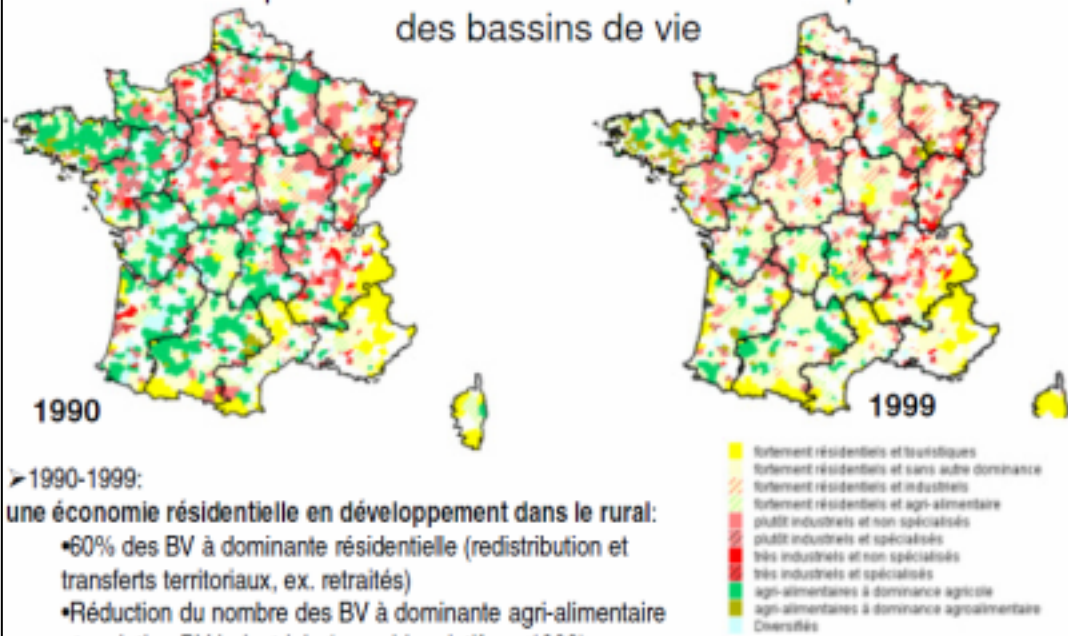 des bassins de vie
1990
1999
➢1990-1999:
une économie résidentielle en développement dans le rural:
•60% des BV à dominante résidentielle (redistribution et
transferts territoriaux, ex. retraités)
•Réduction du nombre des BV à dominante agri-alimentaire
fortement résidentiels et touristiques
fortement résidentiels et sans autre dominance
fortement résidentiels et industriels
fortement résidentiels et agri-alimentaire
plutôt industriels et non spécialisés
plutôt industriels et spécialisés
très industriels et non spécialisés
très industriels et spécialisés
agri-alimentaires à dominance agricole
agri-alimentaires à dominance agroalimentaire
Diversifiés